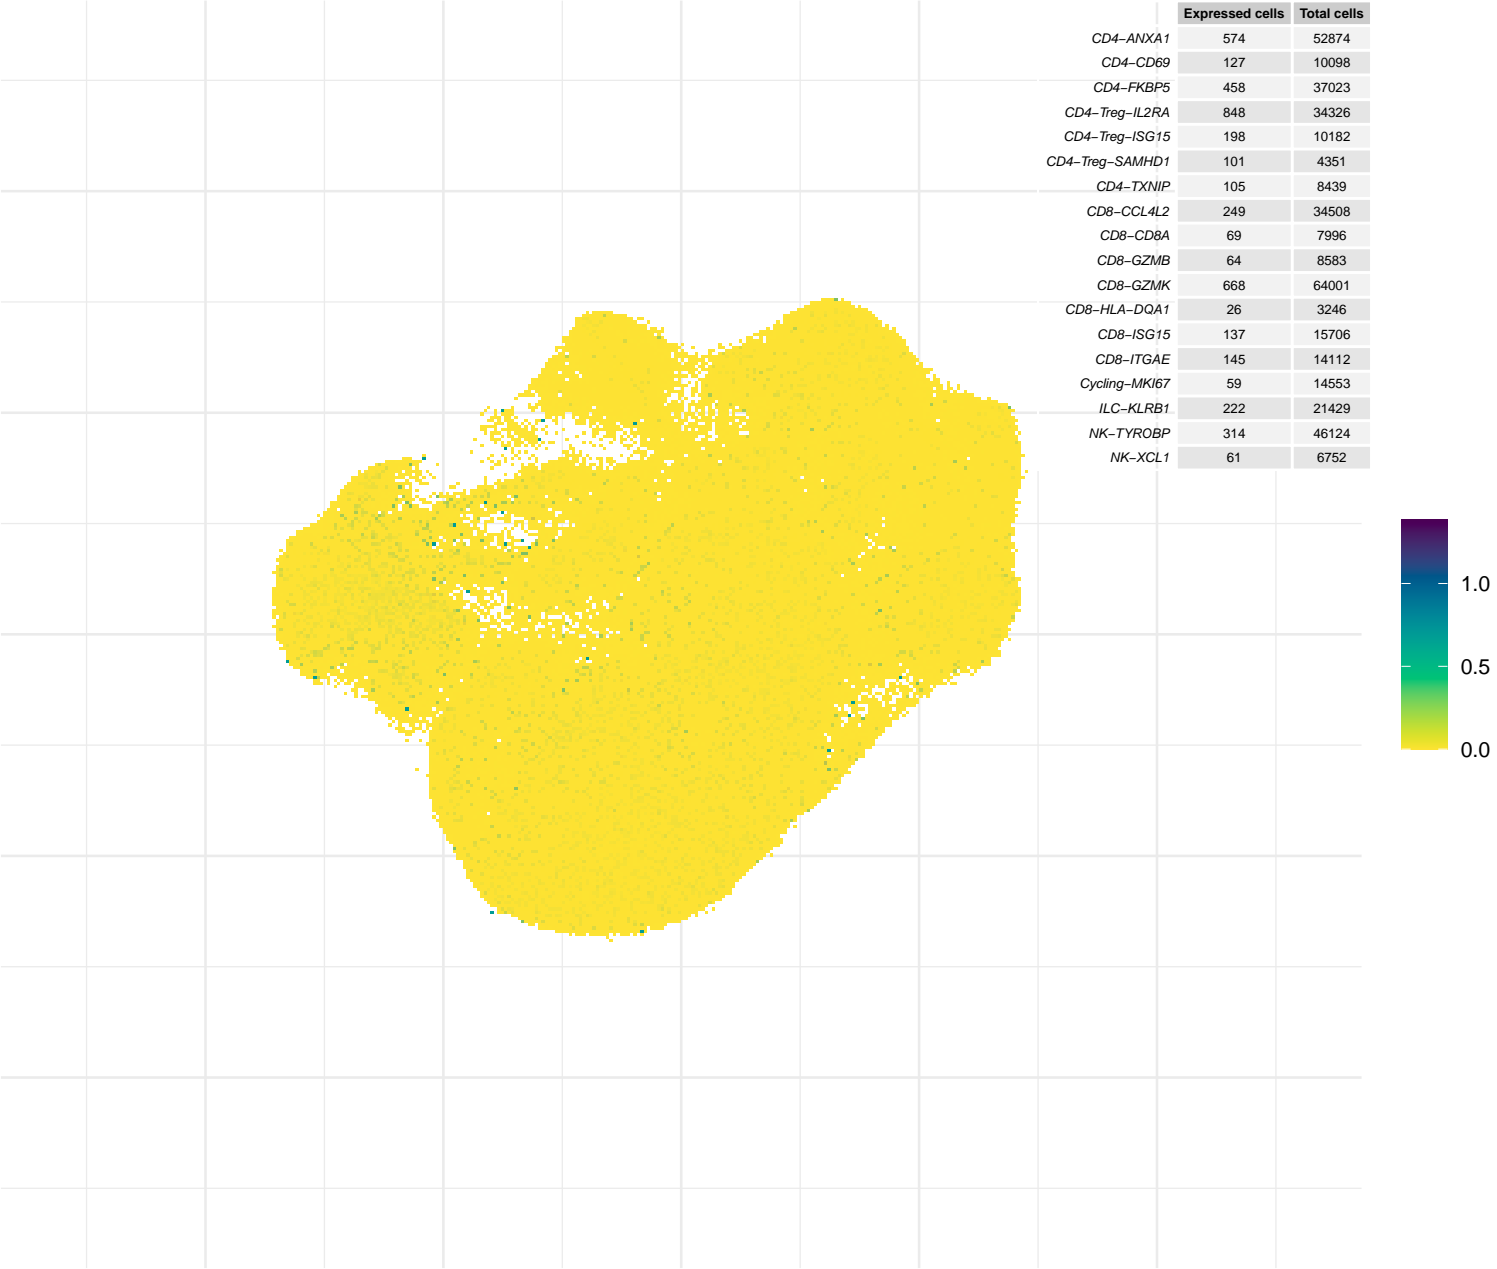 Expressed cells Total cells
CD4−ANXA1 574 52874
CD4−CD69 127 10098
CD4−FKBP5 458 37023
CD4−Treg−IL2RA 848 34326
CD4−Treg−ISG15 198 10182
CD4−Treg−SAMHD1 101 4351
CD4−TXNIP 105 8439
CD8−CCL4L2 249 34508
CD8−CD8A 69 7996
CD8−GZMB 64 8583
CD8−GZMK 668 64001
CD8−HLA−DQA1 26 3246
CD8−ISG15 137 15706
CD8−ITGAE 145 14112
Cycling−MKI67 59 14553
ILC−KLRB1 222 21429
NK−TYROBP 314 46124
NK−XCL1 61 6752
1.0
0.5
0.0